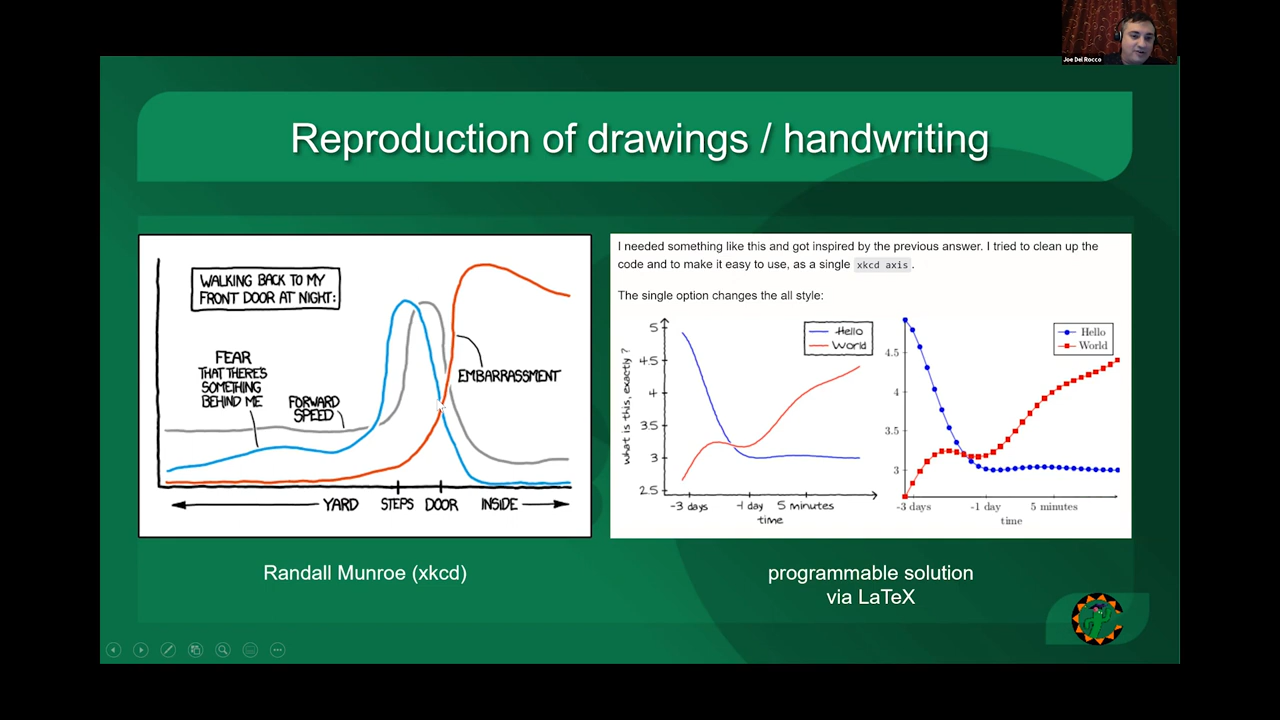 Joe Del Rocco
Reproduction of drawings / handwriting
WALKING BACK TO MY
FRONT DOOR AT NIGHT:
FEAR
THAT THERE'S
SOMETHING
BEHIND ME
FORWARD
SPEED
EMBARRASSMENT
YARD STEPS DOOR INSIDE
Randall Munroe (xkcd)
I needed something like this and got inspired by the previous answer. I tried to clean up the
code and to make it easy to use, as a single xkcd axis.
The single option changes the all style:
Hello
World
what is this, exactly?
5
4.5
4
3.5
3
2.5
-3 days -1 day 5 minutes
time
Hello
World
4.5
4
3.5
3
-3 days -1 day 5 minutes
time
programmable solution
via LaTeX